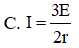 C. I = 3E/2r